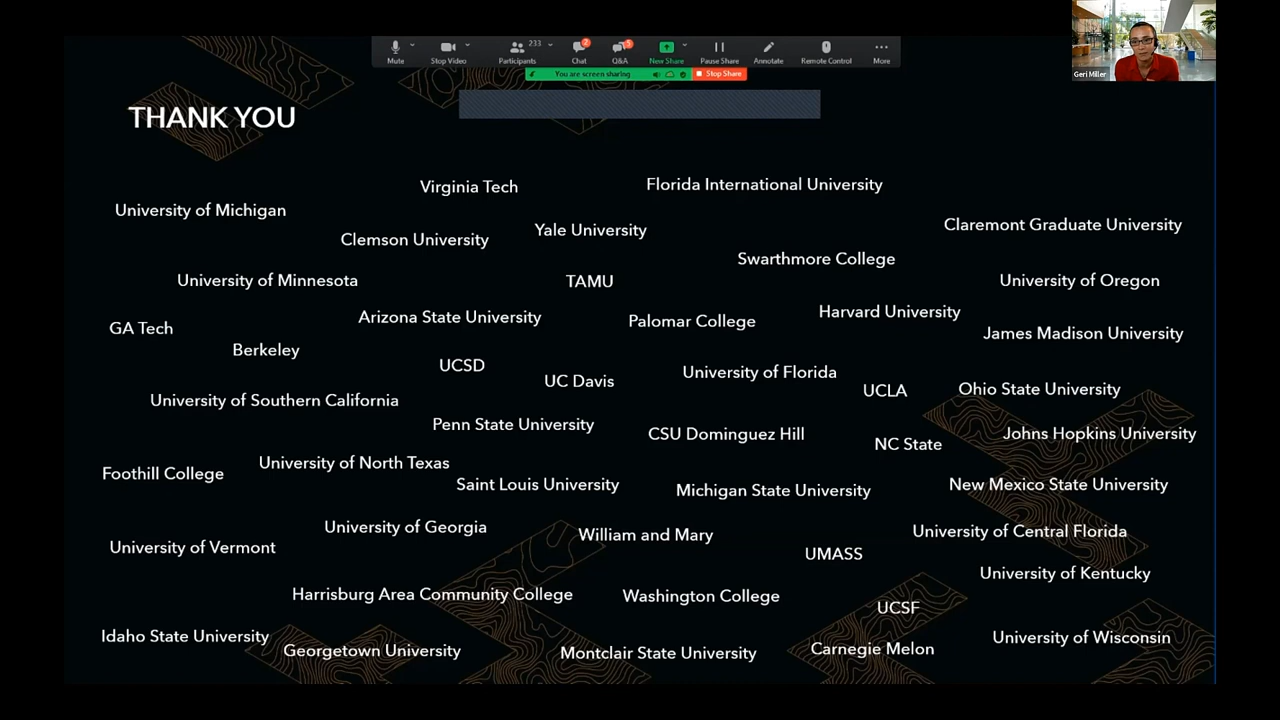 Mute
Stop Video
Participants
233
Chat
2
Q&A
5
New Share
Pause Share
Annotate
Remote Control
More
You are screen sharing
Stop Share
Geri Miller
THANK YOU
Virginia Tech
Florida International University
University of Michigan
Clemson University
Yale University
Claremont Graduate University
Swarthmore College
University of Minnesota
TAMU
University of Oregon
Arizona State University
Palomar College
Harvard University
GA Tech
James Madison University
Berkeley
UCSD
UC Davis
University of Florida
UCLA
Ohio State University
University of Southern California
Penn State University
CSU Dominguez Hill
NC State
Johns Hopkins University
Foothill College
University of North Texas
Saint Louis University
Michigan State University
New Mexico State University
University of Georgia
William and Mary
University of Central Florida
University of Vermont
UMASS
University of Kentucky
Harrisburg Area Community College
Washington College
UCSF
Idaho State University
Georgetown University
Montclair State University
Carnegie Melon
University of Wisconsin